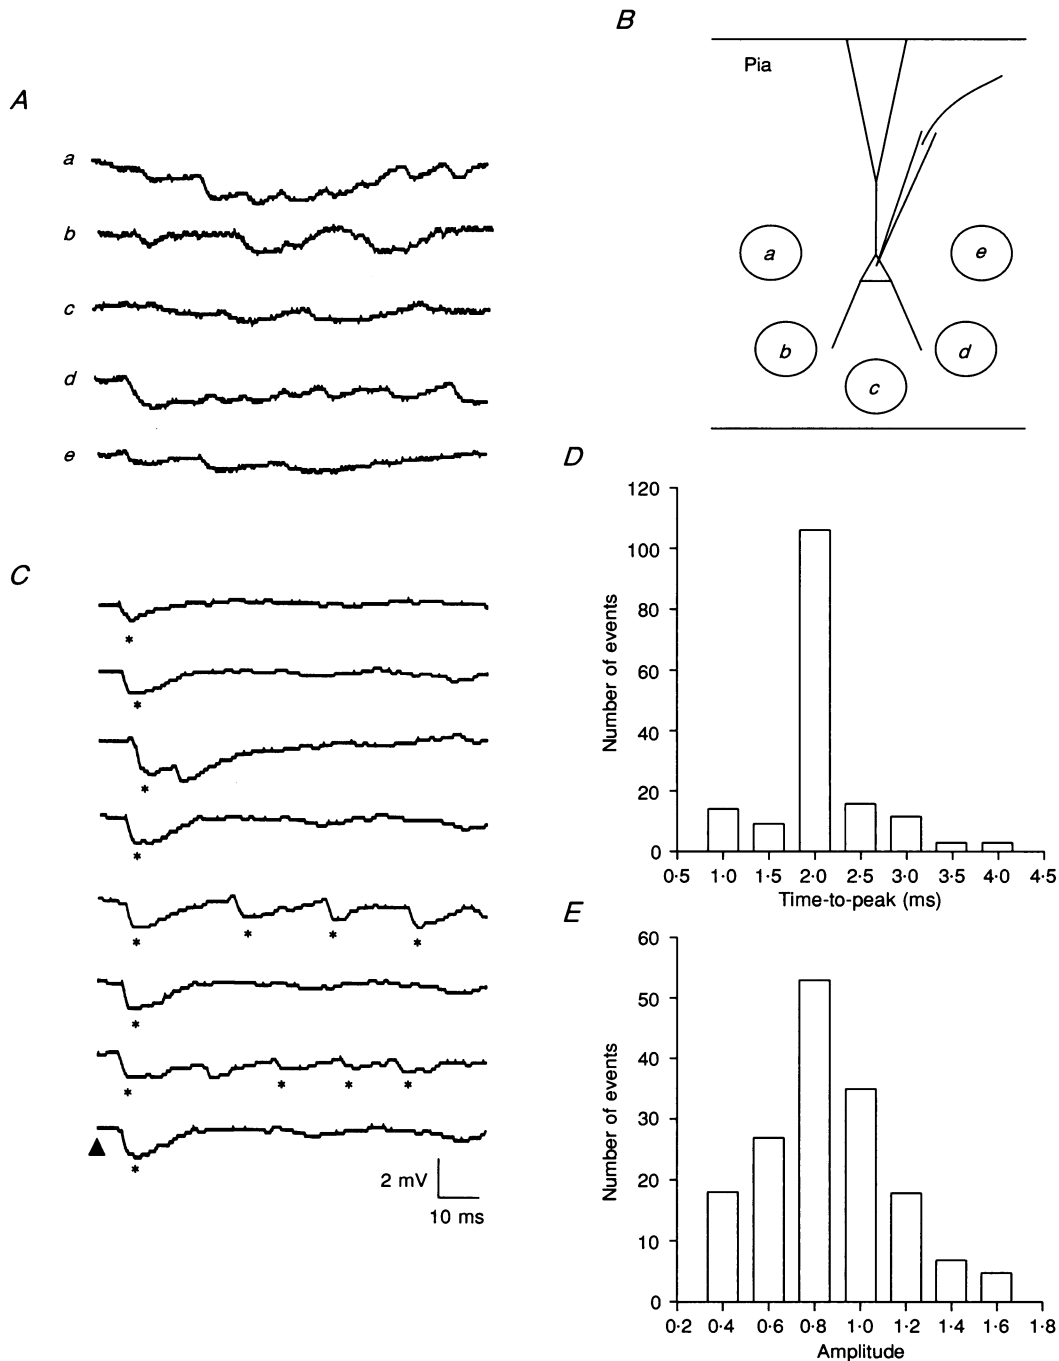 A
a
b
c
d
e
B
Pia
a
e
b
d
c
C
*
*
*
*
* * * *
*
* * * *
*
2 mV
10 ms
D
120
100
80
60
40
20
0
Number of events
0·5 1·0 1·5 2·0 2·5 3·0 3·5 4·0 4·5
Time-to-peak (ms)
E
60
50
40
30
20
10
0
Number of events
0·2 0·4 0·6 0·8 1·0 1·2 1·4 1·6 1·8
Amplitude